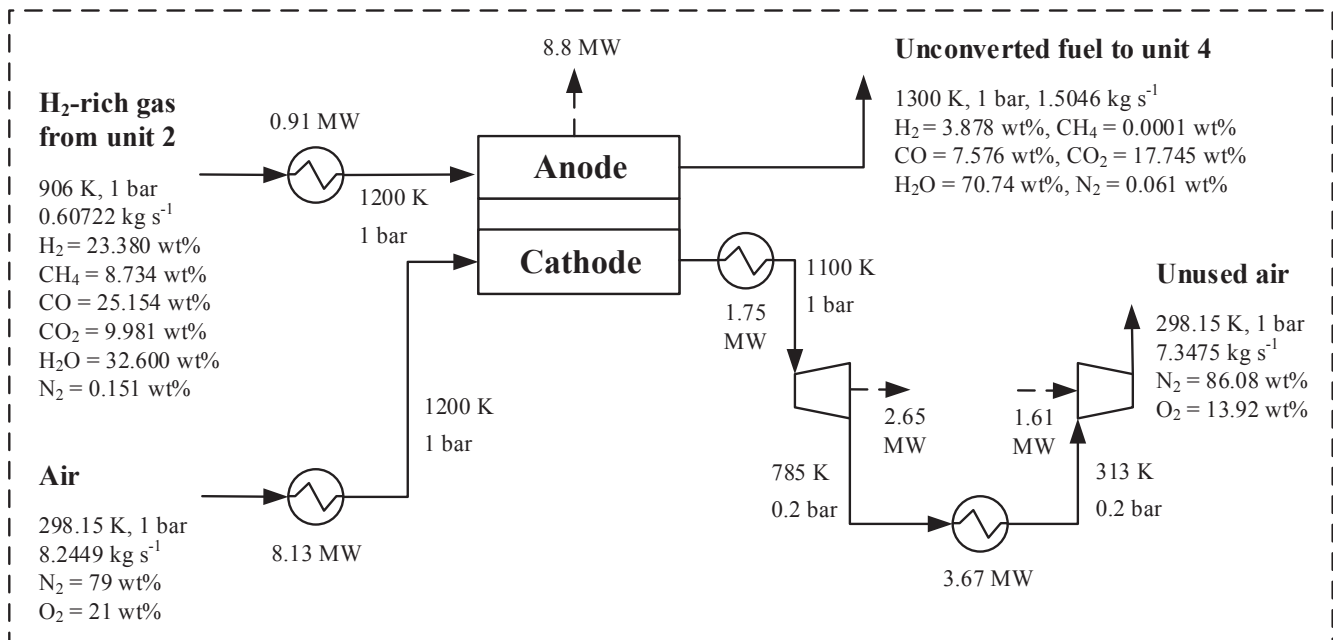 8.8 MW
Unconverted fuel to unit 4
1300 K, 1 bar, 1.5046 kg s⁻¹
H₂ = 3.878 wt%, CH₄ = 0.0001 wt%
CO = 7.576 wt%, CO₂ = 17.745 wt%
H₂O = 70.74 wt%, N₂ = 0.061 wt%
H₂-rich gas
from unit 2
0.91 MW
906 K, 1 bar
0.60722 kg s⁻¹
H₂ = 23.380 wt%
CH₄ = 8.734 wt%
CO = 25.154 wt%
CO₂ = 9.981 wt%
H₂O = 32.600 wt%
N₂ = 0.151 wt%
1200 K
1 bar
Anode
Cathode
1.75
MW
1100 K
1 bar
Unused air
298.15 K, 1 bar
7.3475 kg s⁻¹
N₂ = 86.08 wt%
O₂ = 13.92 wt%
2.65
MW
1.61
MW
785 K
0.2 bar
313 K
0.2 bar
3.67 MW
1200 K
1 bar
Air
298.15 K, 1 bar
8.2449 kg s⁻¹
N₂ = 79 wt%
O₂ = 21 wt%
8.13 MW